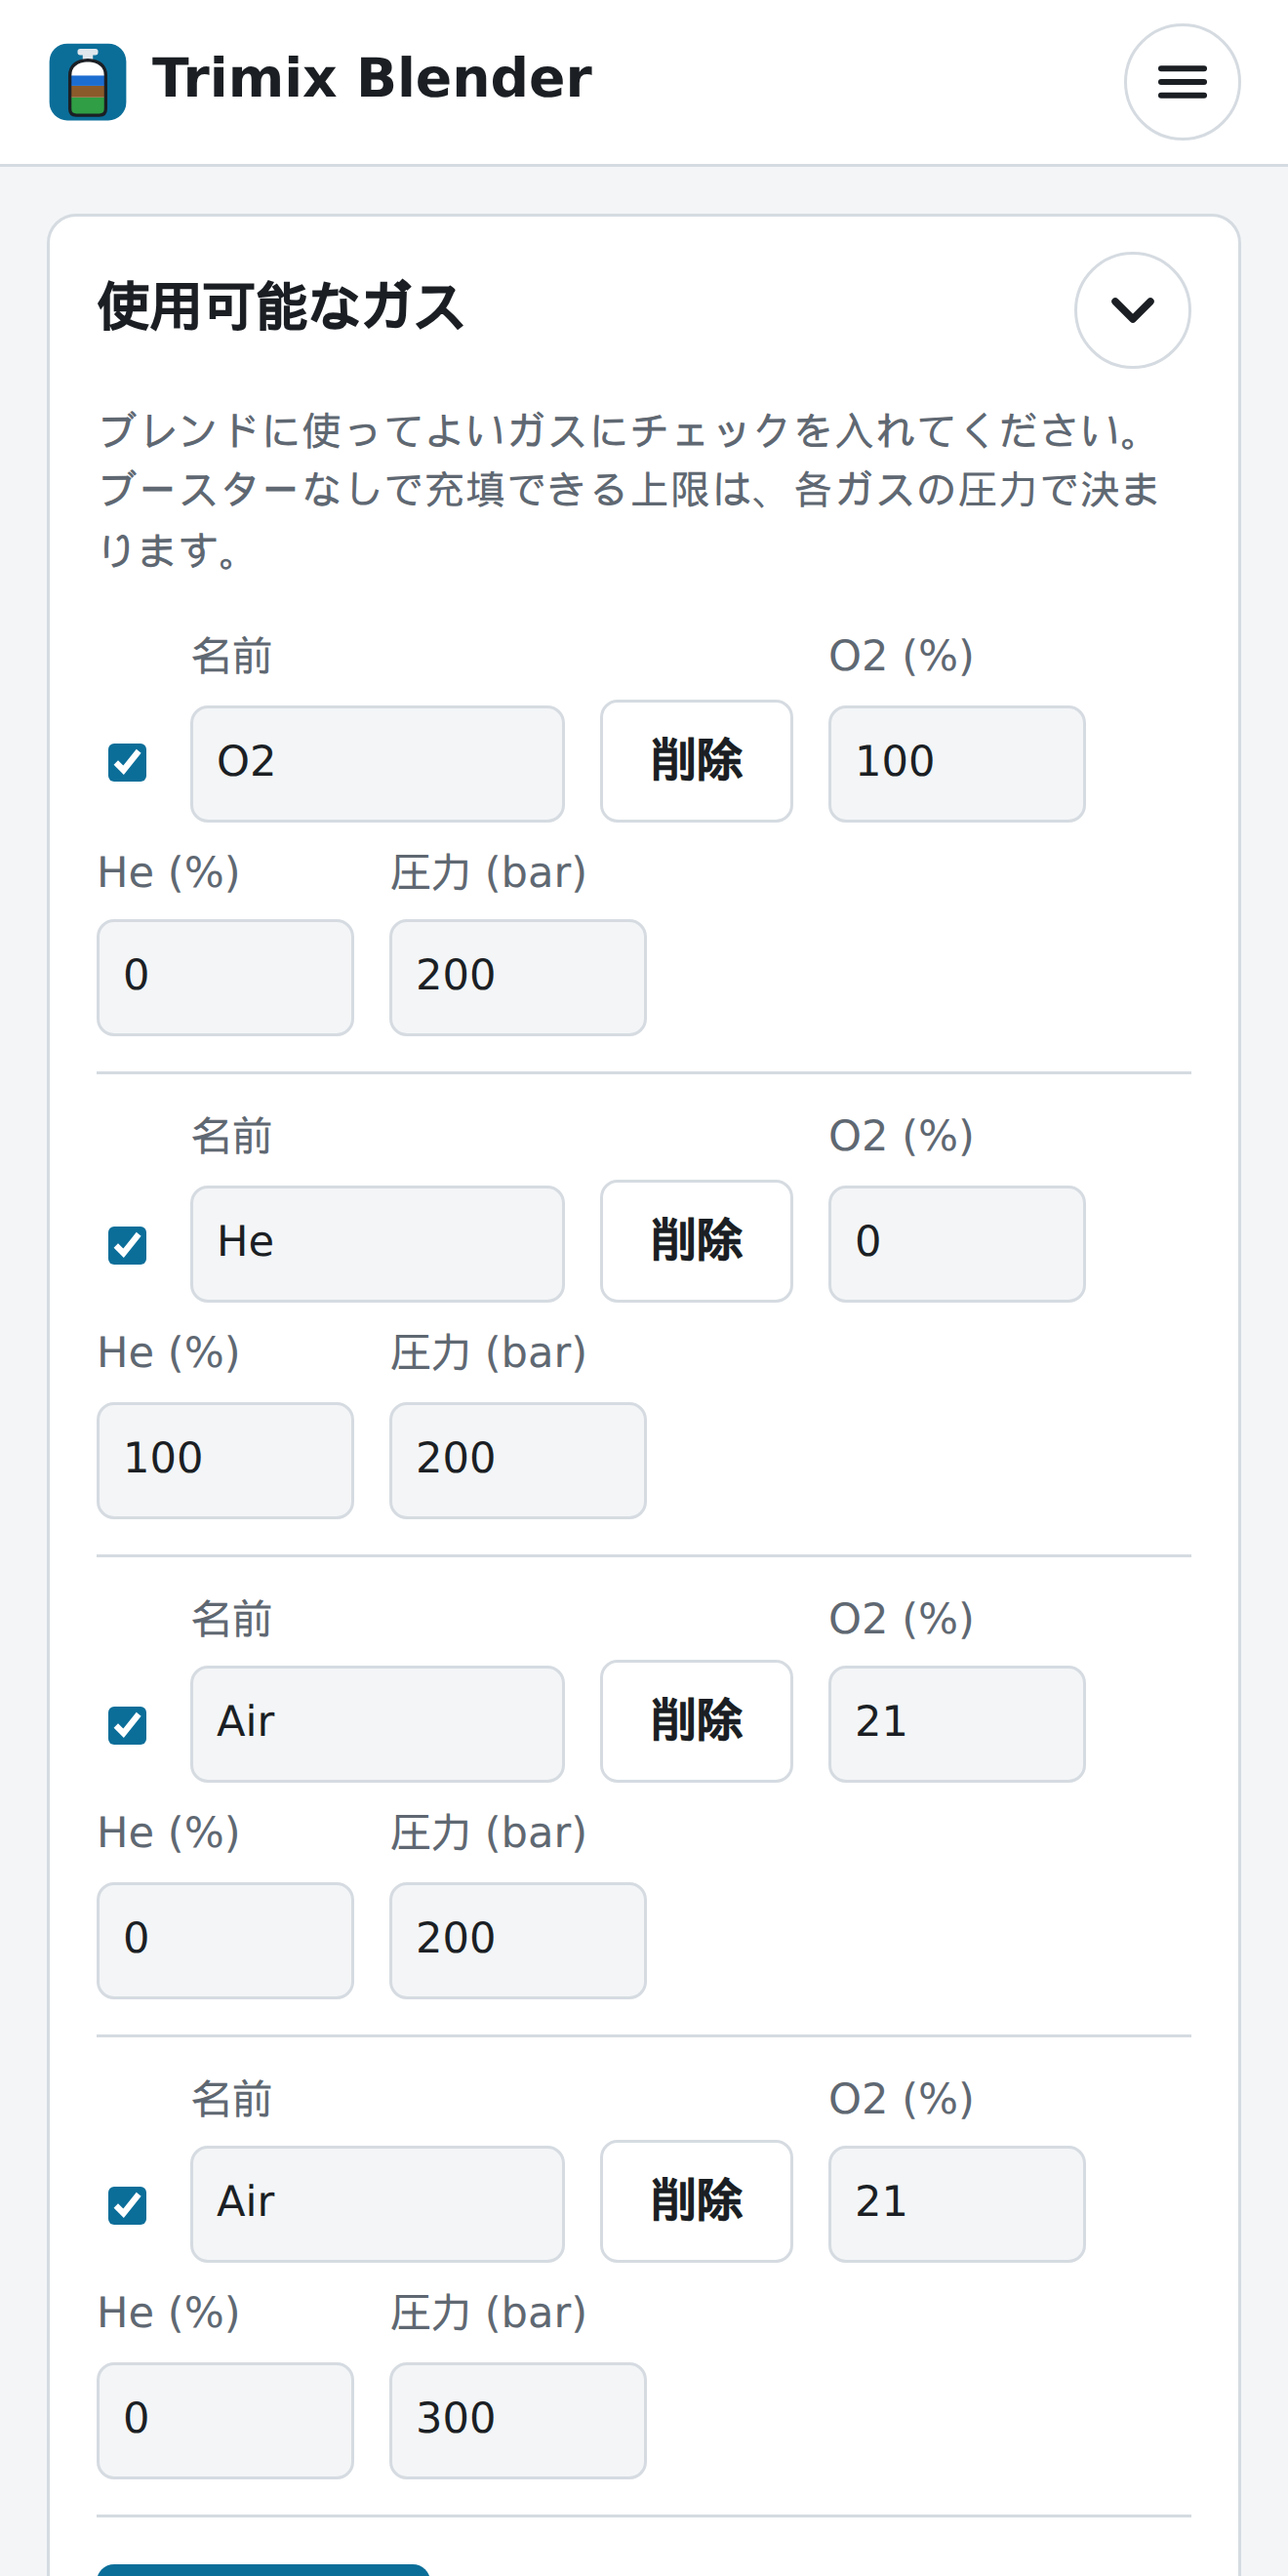 Trimix Blender
使用可能なガス
ブレンドに使ってよいガスにチェックを入れてください。
ブースターなしで充填できる上限は、各ガスの圧力で決ま
ります。
名前 O2 (%)
O2 削除 100
He (%) 圧力 (bar)
0 200
名前 O2 (%)
He 削除 0
He (%) 圧力 (bar)
100 200
名前 O2 (%)
Air 削除 21
He (%) 圧力 (bar)
0 200
名前 O2 (%)
Air 削除 21
He (%) 圧力 (bar)
0 300